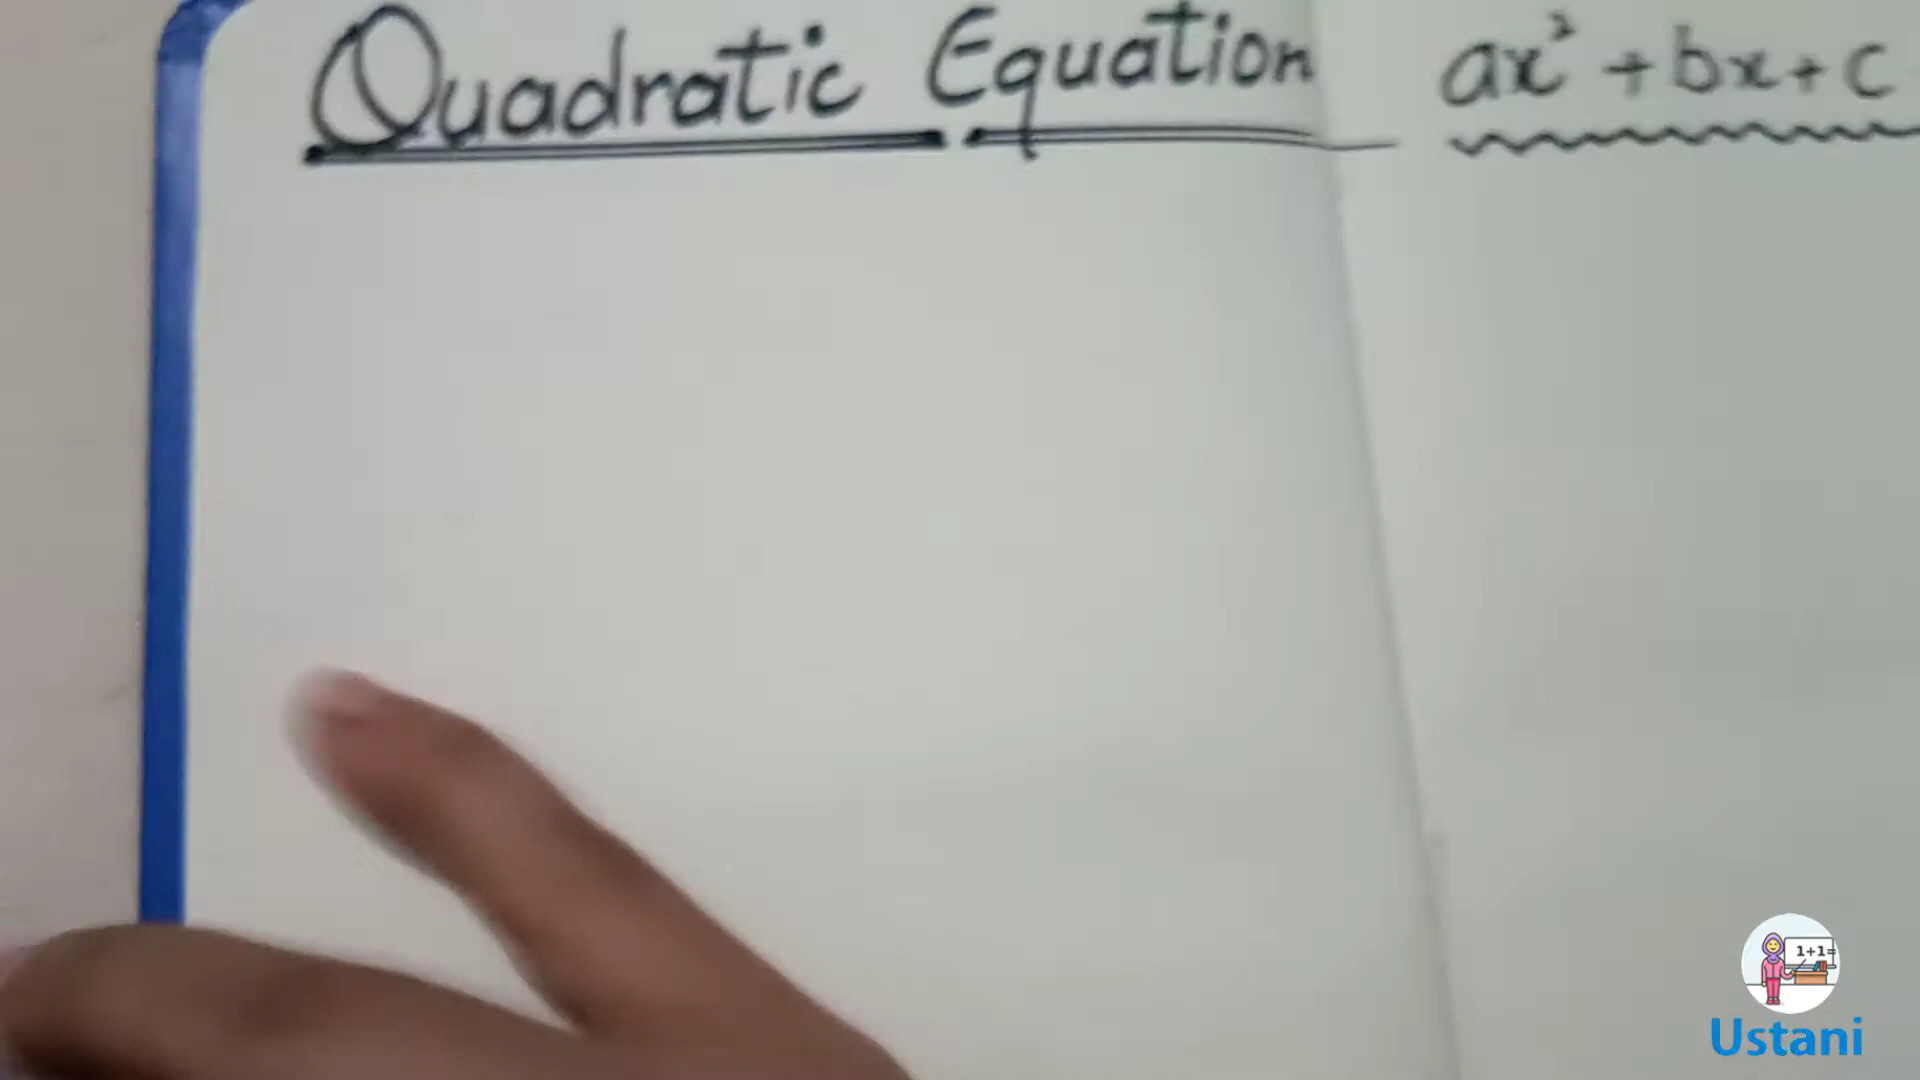 Quadratic Equation ax² + bx + c
1+1=
Ustani